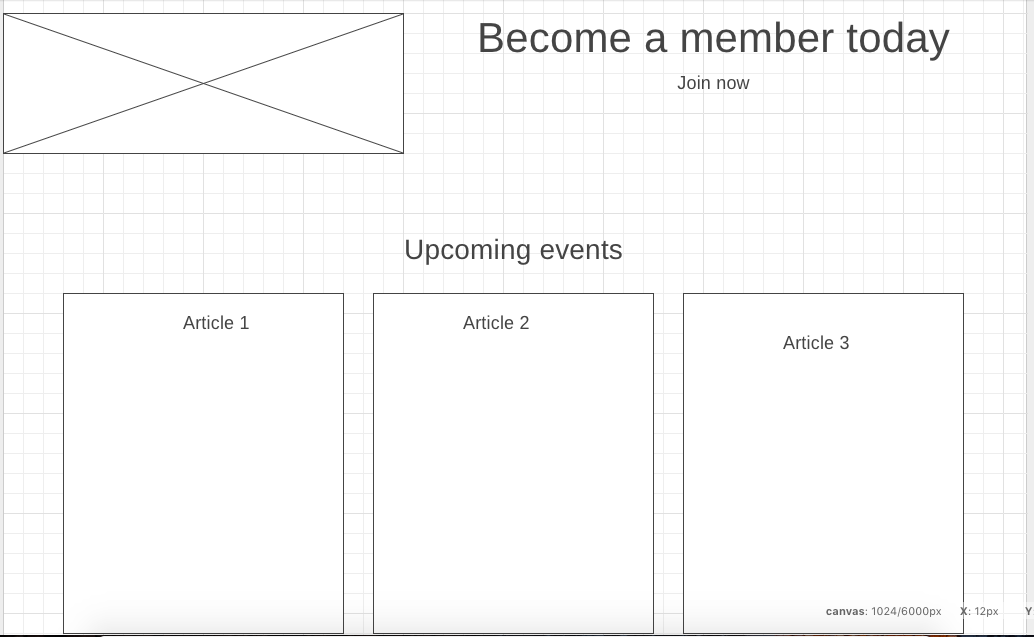 Become a member today
Join now
Upcoming events
Article 1
Article 2
Article 3
canvas: 1024/6000px X: 12px Y